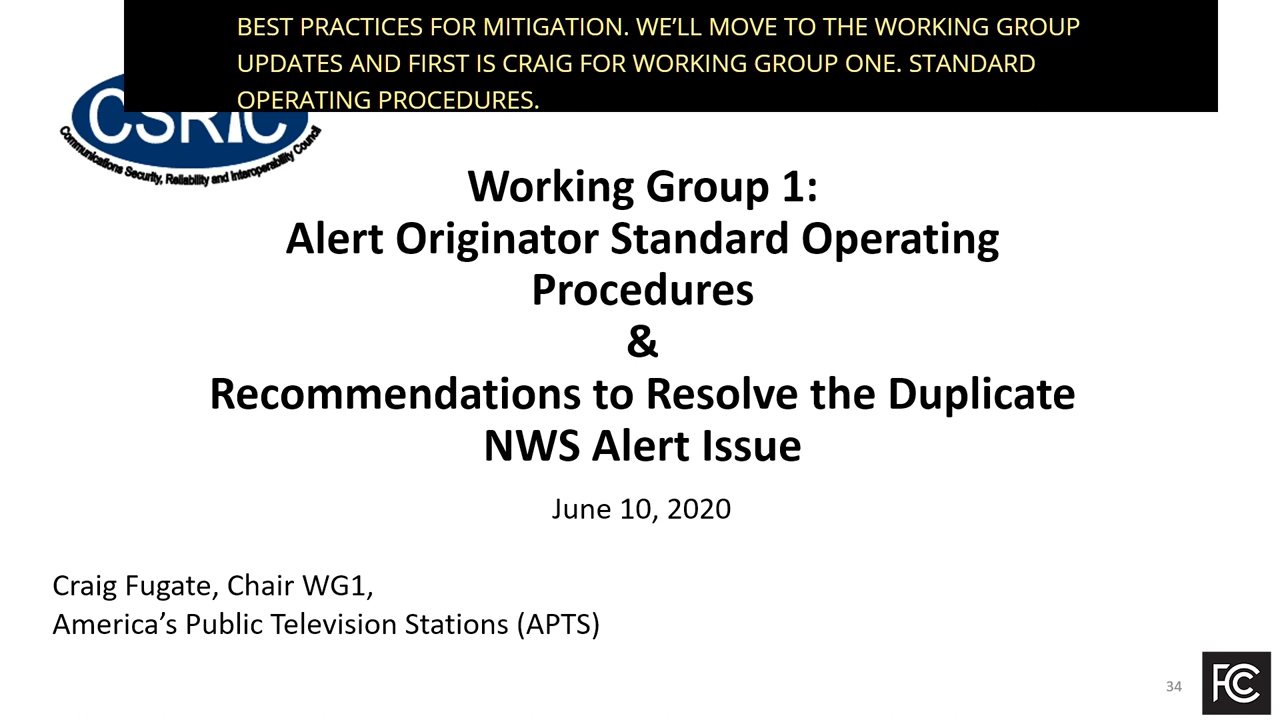 BEST PRACTICES FOR MITIGATION. WE’LL MOVE TO THE WORKING GROUP
UPDATES AND FIRST IS CRAIG FOR WORKING GROUP ONE. STANDARD
OPERATING PROCEDURES.
CSRIC
Communications Security, Reliability and Interoperability Council
Working Group 1:
Alert Originator Standard Operating
Procedures
&
Recommendations to Resolve the Duplicate
NWS Alert Issue
June 10, 2020
Craig Fugate, Chair WG1,
America’s Public Television Stations (APTS)
34
FCC